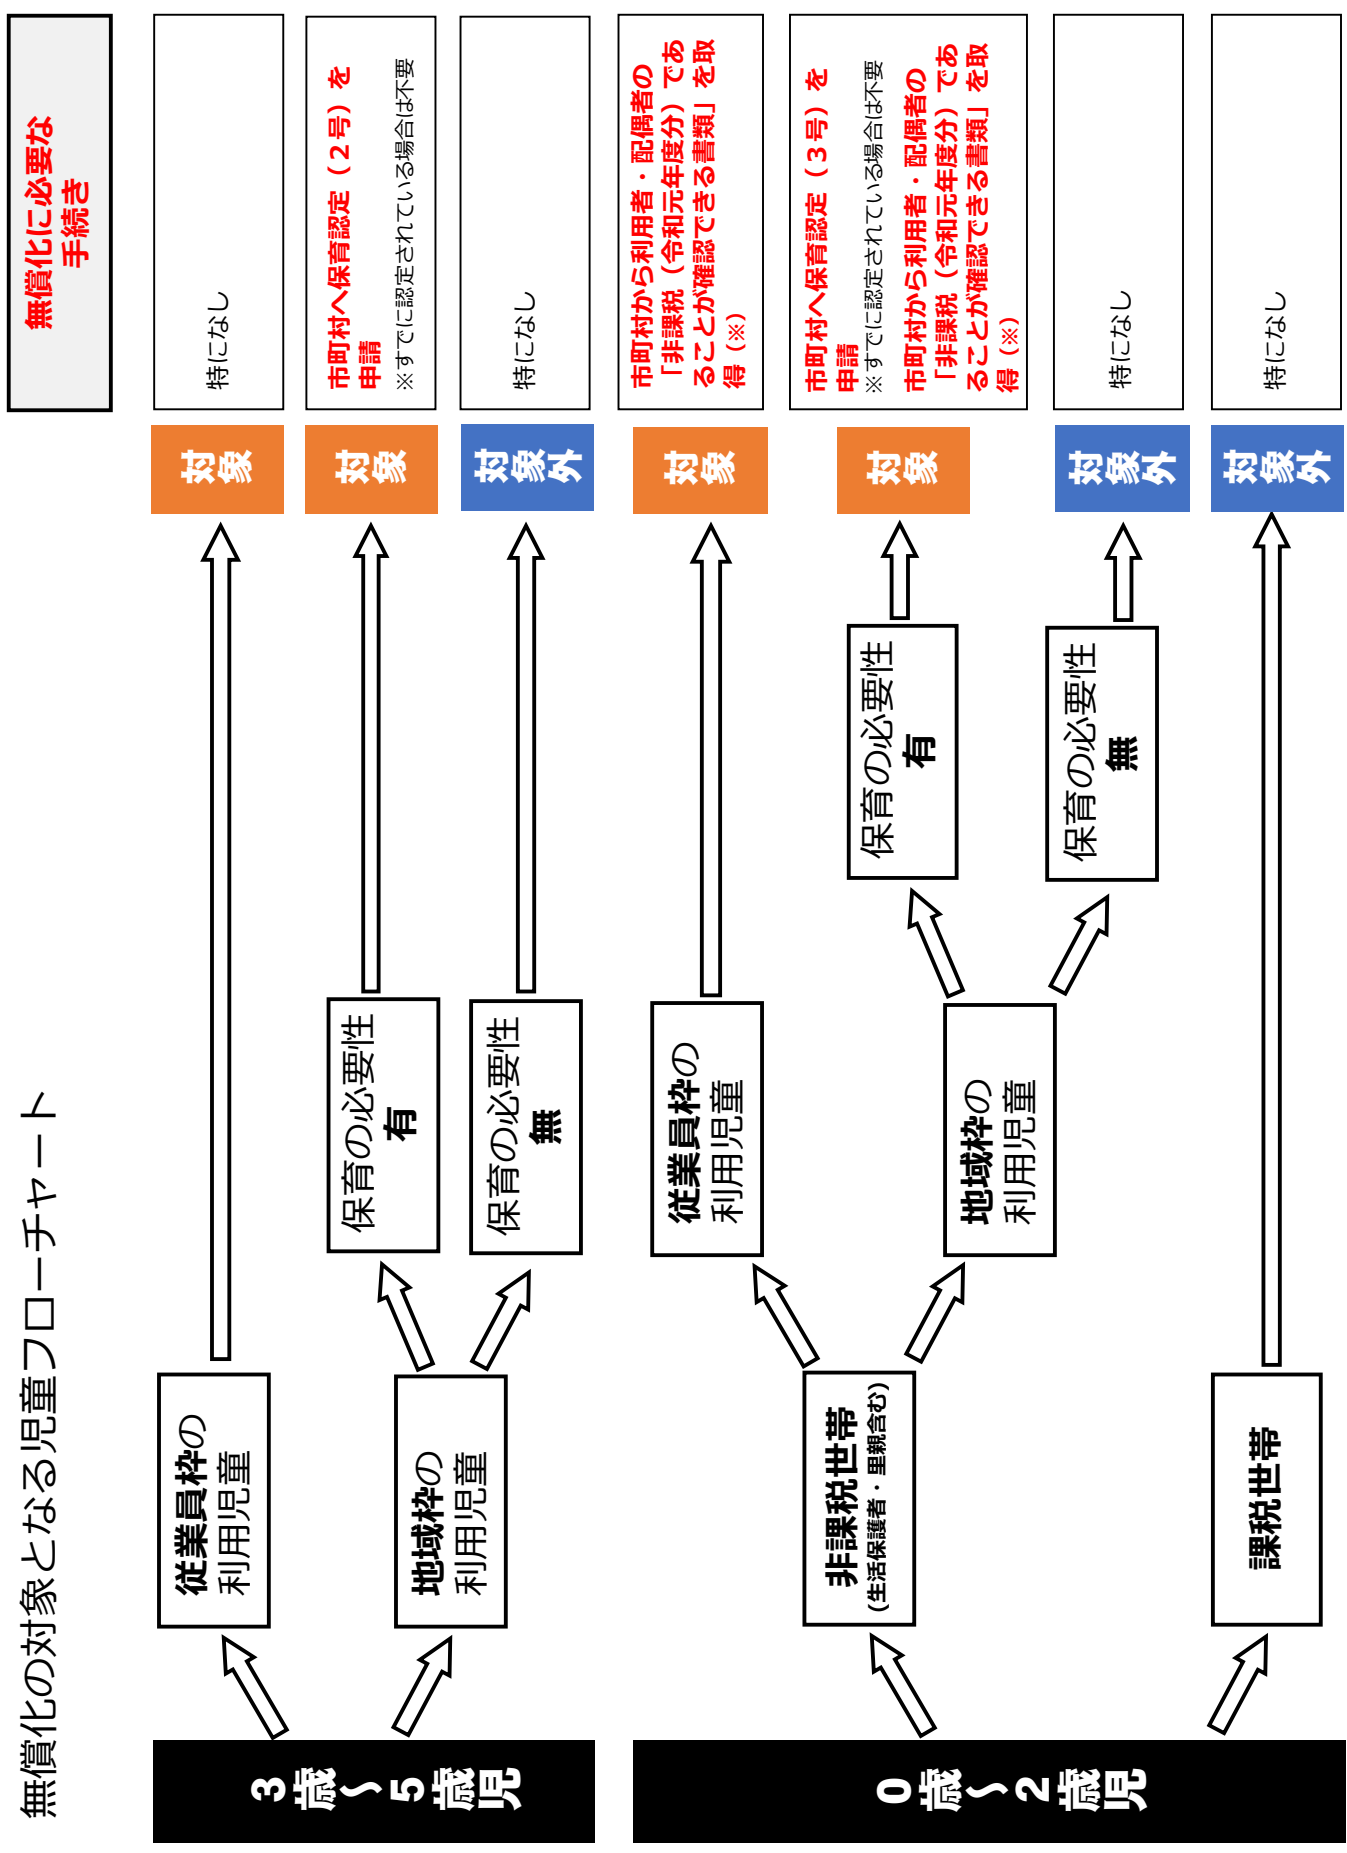 無償化の対象となる児童フローチャート
無償化に必要な
手続き
3歳～5歳児
従業員枠の
利用児童
対象
特になし
地域枠の
利用児童
保育の必要性
有
対象
市町村へ保育認定（２号）を
申請
※すでに認定されている場合は不要
保育の必要性
無
対象外
特になし
0歳～2歳児
非課税世帯
(生活保護者・里親含む)
従業員枠の
利用児童
対象
市町村から利用者・配偶者の
「非課税（令和元年度分）であ
ることが確認できる書類」を取
得（※）
地域枠の
利用児童
保育の必要性
有
対象
市町村へ保育認定（３号）を
申請
※すでに認定されている場合は不要
市町村から利用者・配偶者の
「非課税（令和元年度分）であ
ることが確認できる書類」を取
得（※）
保育の必要性
無
対象外
特になし
課税世帯
対象外
特になし